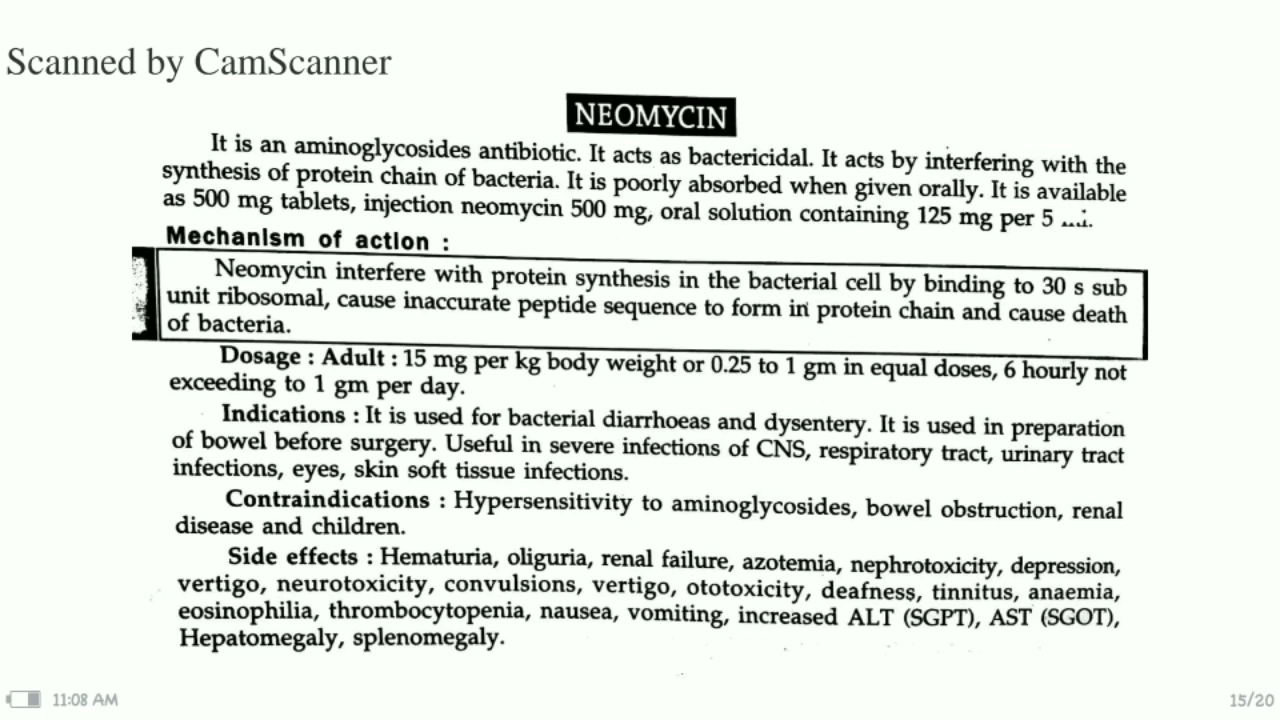 Scanned by CamScanner
NEOMYCIN
It is an aminoglycosides antibiotic. It acts as bactericidal. It acts by interfering with the
synthesis of protein chain of bacteria. It is poorly absorbed when given orally. It is available
as 500 mg tablets, injection neomycin 500 mg, oral solution containing 125 mg per 5
Mechanism of action :
Neomycin interfere with protein synthesis in the bacterial cell by binding to 30 s sub
unit ribosomal, cause inaccurate peptide sequence to form in protein chain and cause death
of bacteria.
Dosage : Adult : 15 mg per kg body weight or 0.25 to 1 gm in equal doses, 6 hourly not
exceeding to 1 gm per day.
Indications : It is used for bacterial diarrhoeas and dysentery. It is used in preparation
of bowel before surgery. Useful in severe infections of CNS, respiratory tract, urinary tract
infections, eyes, skin soft tissue infections.
Contraindications : Hypersensitivity to aminoglycosides, bowel obstruction, renal
disease and children.
Side effects : Hematuria, oliguria, renal failure, azotemia, nephrotoxicity, depression,
vertigo, neurotoxicity, convulsions, vertigo, ototoxicity, deafness, tinnitus, anaemia,
eosinophilia, thrombocytopenia, nausea, vomiting, increased ALT (SGPT), AST (SGOT),
Hepatomegaly, splenomegaly.
11:08 AM
15/20